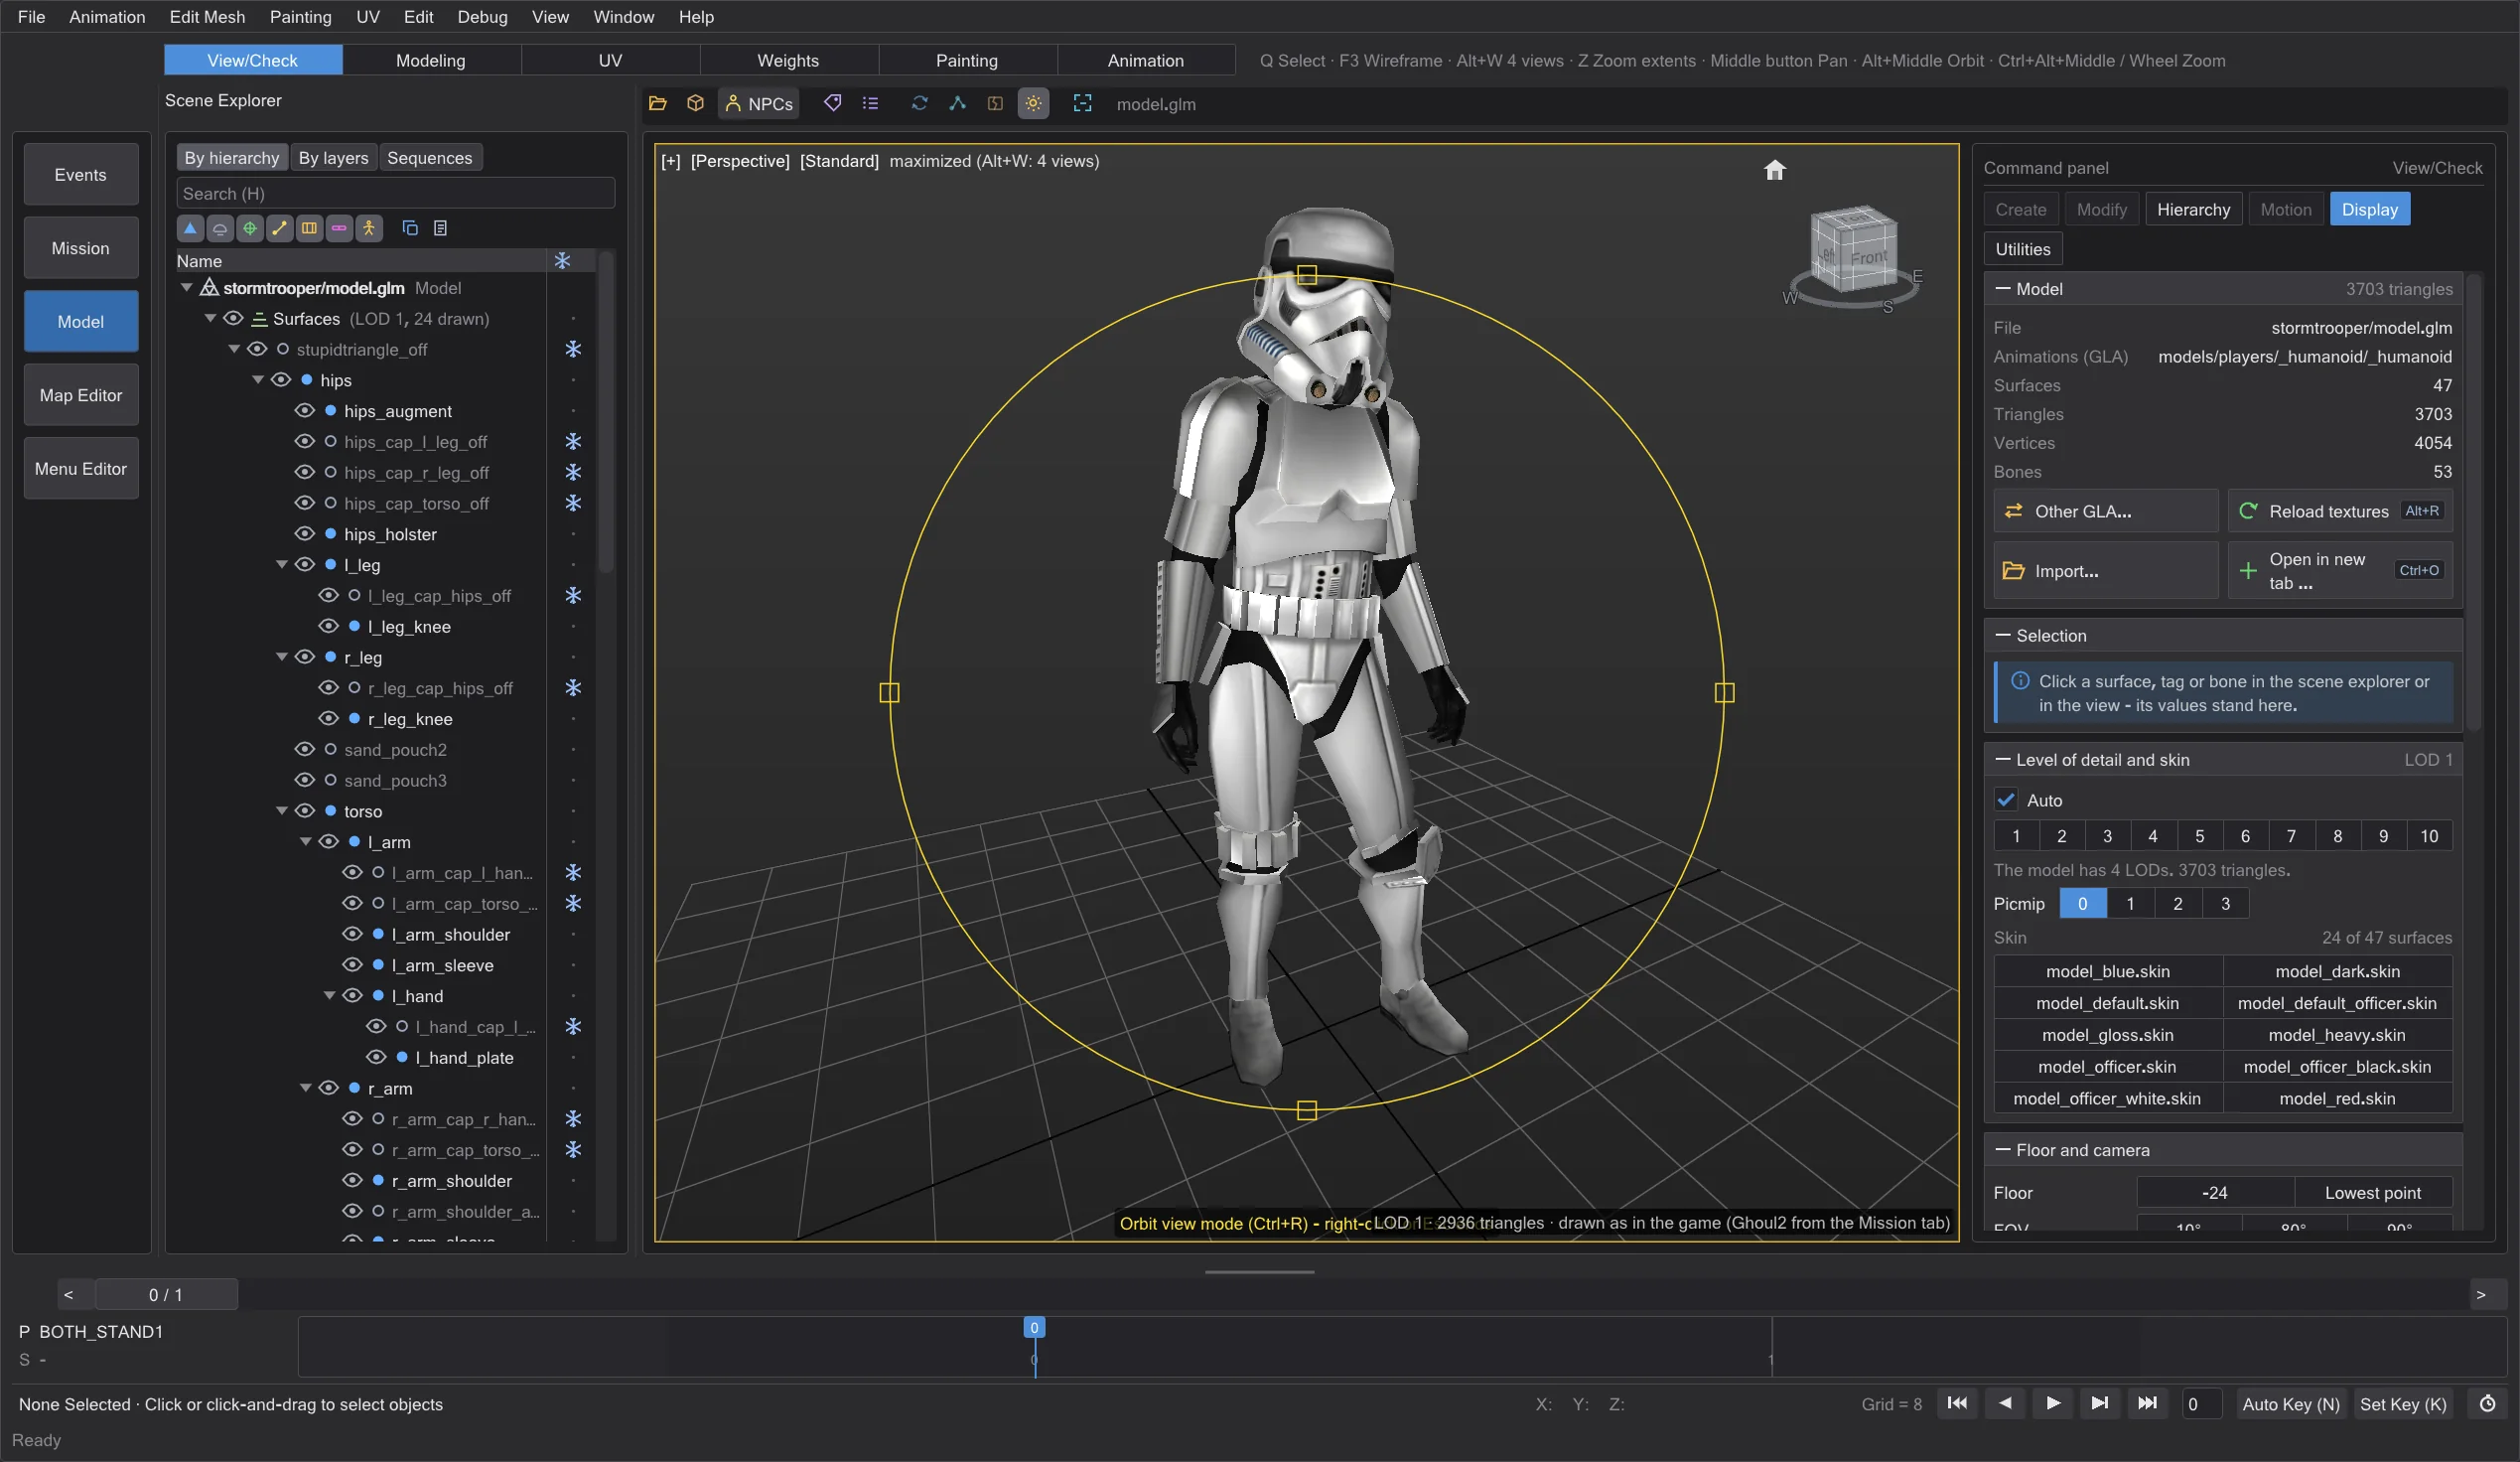 File Animation Edit Mesh Painting UV Edit Debug View Window Help
View/Check Modeling UV Weights Painting Animation Q Select · F3 Wireframe · Alt+W 4 views · Z Zoom extents · Middle button Pan · Alt+Middle Orbit · Ctrl+Alt+Middle / Wheel Zoom
Scene Explorer
NPCs model.glm
Events
Mission
Model
Map Editor
Menu Editor
By hierarchy By layers Sequences
Search (H)
Name
stormtrooper/model.glm Model
Surfaces (LOD 1, 24 drawn)
stupidtriangle_off
hips
hips_augment
hips_cap_l_leg_off
hips_cap_r_leg_off
hips_cap_torso_off
hips_holster
l_leg
l_leg_cap_hips_off
l_leg_knee
r_leg
r_leg_cap_hips_off
r_leg_knee
sand_pouch2
sand_pouch3
torso
l_arm
l_arm_cap_l_han...
l_arm_cap_torso_...
l_arm_shoulder
l_arm_sleeve
l_hand
l_hand_cap_l_...
l_hand_plate
r_arm
r_arm_cap_r_han...
r_arm_cap_torso_...
r_arm_shoulder
r_arm_shoulder_a...
r_arm_sleeve
[+] [Perspective] [Standard] maximized (Alt+W: 4 views)
Front
W
S
E
Orbit view mode (Ctrl+R) - right-c
LOD 1 · 2936 triangles · drawn as in the game (Ghoul2 from the Mission tab)
Command panel View/Check
Create Modify Hierarchy Motion Display
Utilities
Model 3703 triangles
File stormtrooper/model.glm
Animations (GLA) models/players/_humanoid/_humanoid
Surfaces 47
Triangles 3703
Vertices 4054
Bones 53
Other GLA... Reload textures Alt+R
Import... Open in new tab ... Ctrl+O
Selection
Click a surface, tag or bone in the scene explorer or
in the view - its values stand here.
Level of detail and skin LOD 1
Auto
1 2 3 4 5 6 7 8 9 10
The model has 4 LODs. 3703 triangles.
Picmip 0 1 2 3
Skin 24 of 47 surfaces
model_blue.skin model_dark.skin
model_default.skin model_default_officer.skin
model_gloss.skin model_heavy.skin
model_officer.skin model_officer_black.skin
model_officer_white.skin model_red.skin
Floor and camera
Floor -24 Lowest point
FOV 10° 80° 90°
< 0 / 1 >
P BOTH_STAND1
S -
0
0
1
None Selected · Click or click-and-drag to select objects X: Y: Z: Grid = 8 0 Auto Key (N) Set Key (K)
Ready